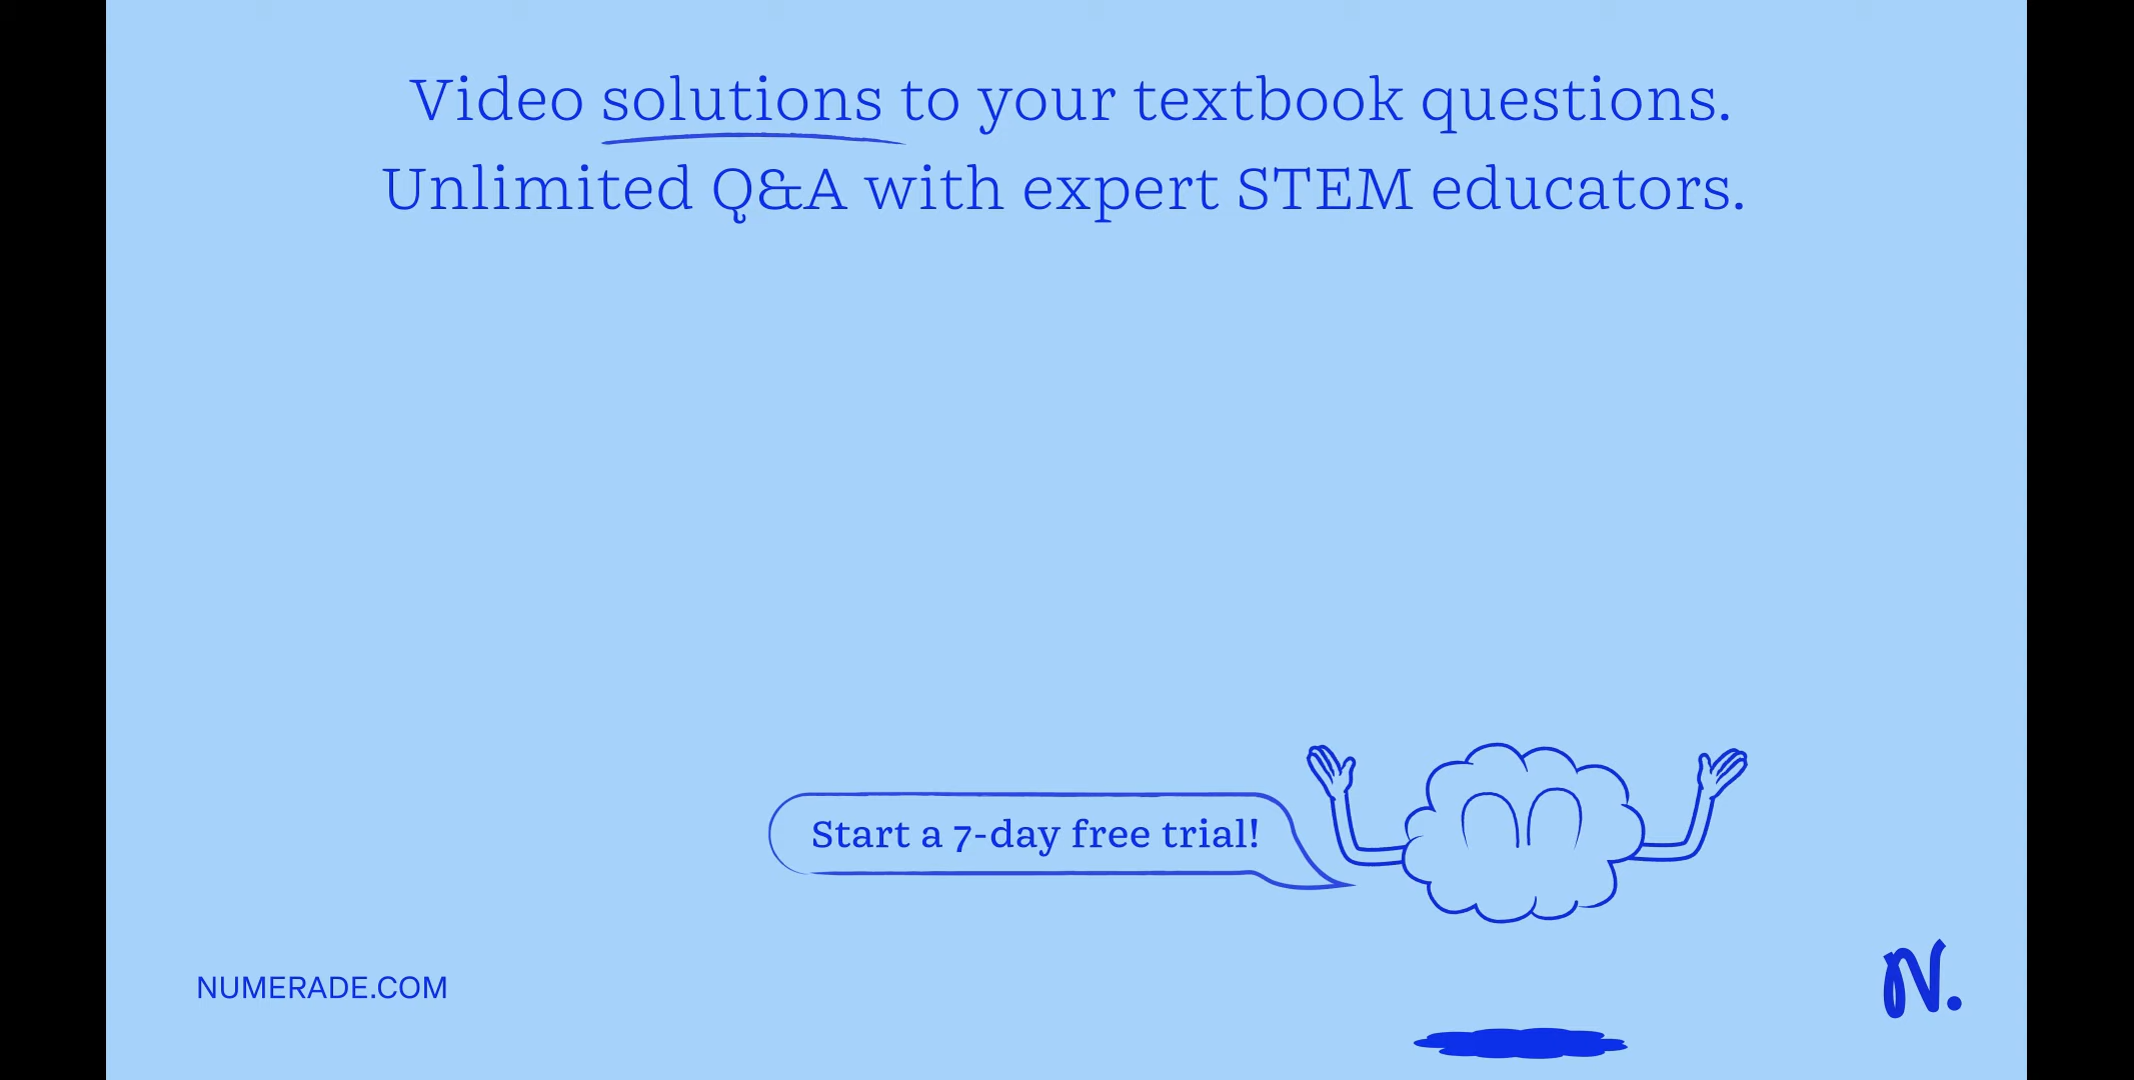 Video solutions to your textbook questions.
Unlimited Q&A with expert STEM educators.
Start a 7-day free trial!
NUMERADE.COM
N.